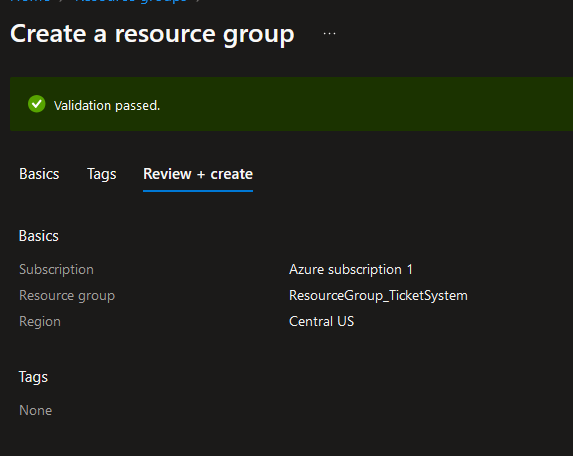 Home / Resource groups /
Create a resource group ...
Validation passed.
Basics Tags Review + create
Basics
Subscription Azure subscription 1
Resource group ResourceGroup_TicketSystem
Region Central US
Tags
None